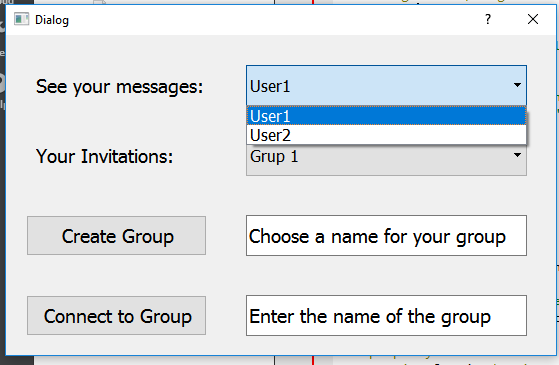 Dialog
?
See your messages:
User1
User1
User2
Your Invitations:
Grup 1
Create Group
Choose a name for your group
Connect to Group
Enter the name of the group